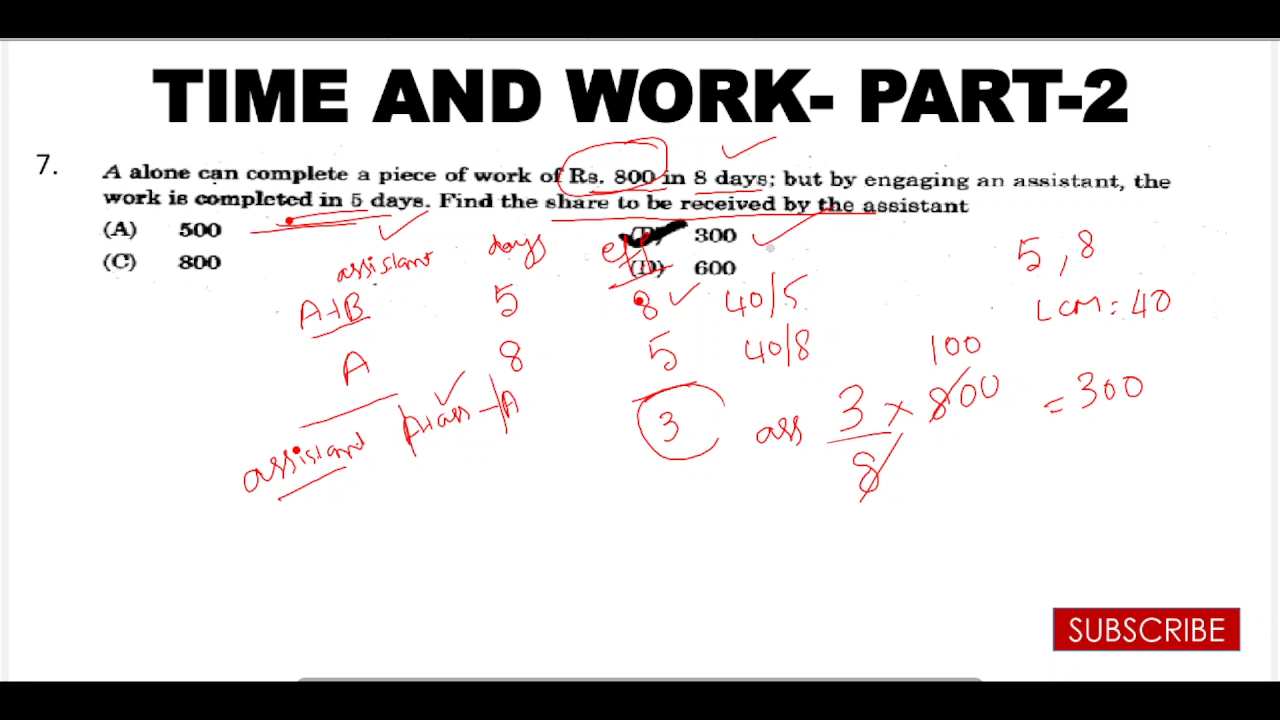 TIME AND WORK- PART-2
7. A alone can complete a piece of work of Rs. 800 in 8 days; but by engaging an assistant, the
work is completed in 5 days. Find the share to be received by the assistant
(A) 500 300
(C) 800 (D) 600
assistant days eff 5, 8
A+B 5 8 40/5 LCM: 40
A 8 5 40/8 100
assistant A+ass - A 3 ass 3/8 × 800 = 300
SUBSCRIBE